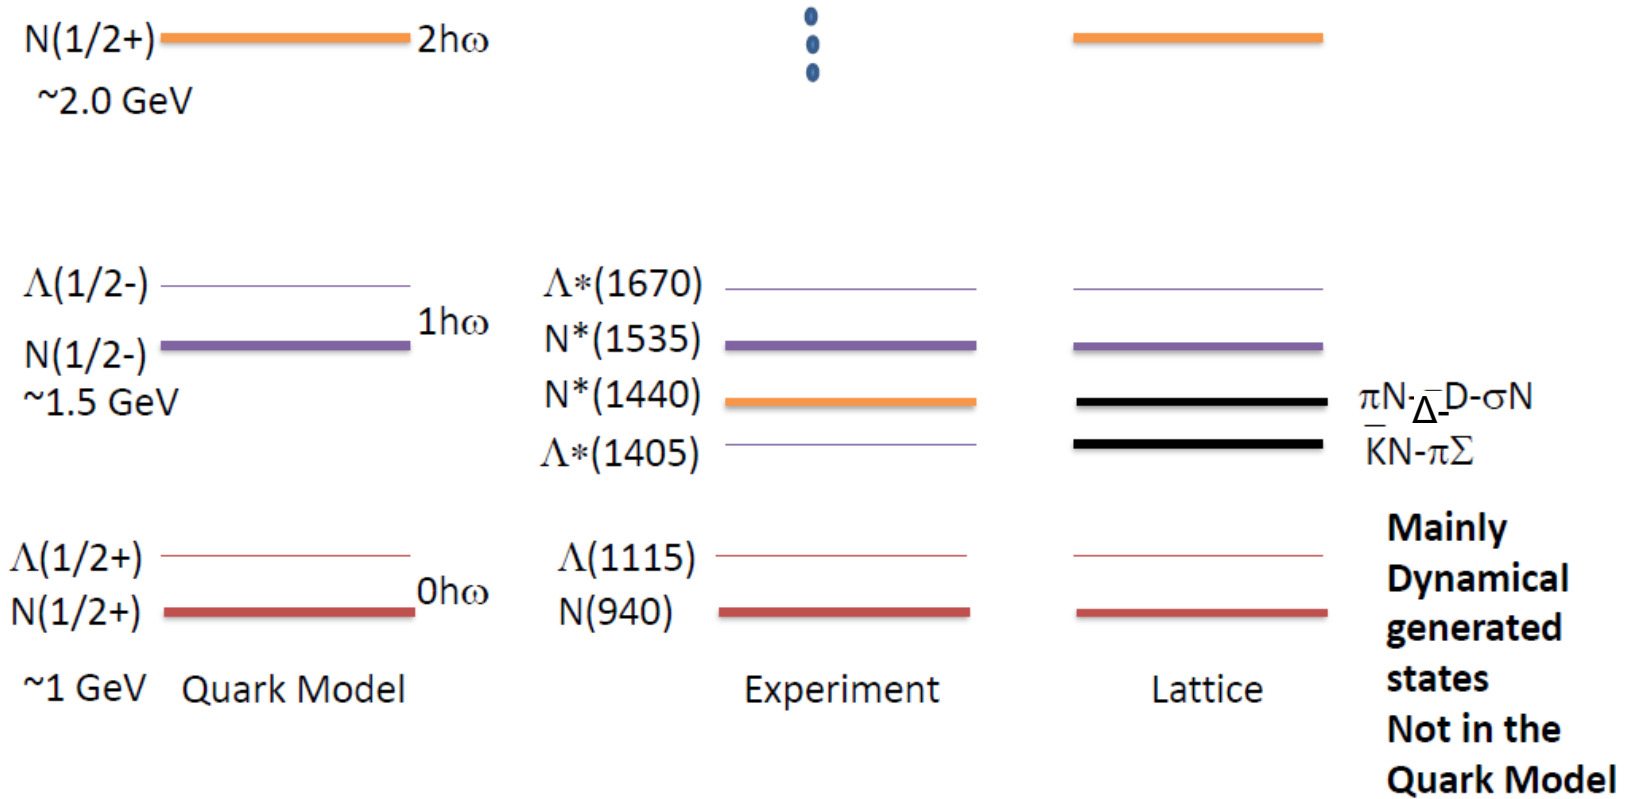 N(1/2+) 2hω
~2.0 GeV
Λ(1/2-)
1hω
N(1/2-)
~1.5 GeV
Λ(1/2+)
0hω
N(1/2+)
~1 GeV Quark Model
Λ*(1670)
N*(1535)
N*(1440)
Λ*(1405)
Λ(1115)
N(940)
Experiment
Lattice
πN-Δ-D-σN
K̅N-πΣ
Mainly
Dynamical
generated
states
Not in the
Quark Model